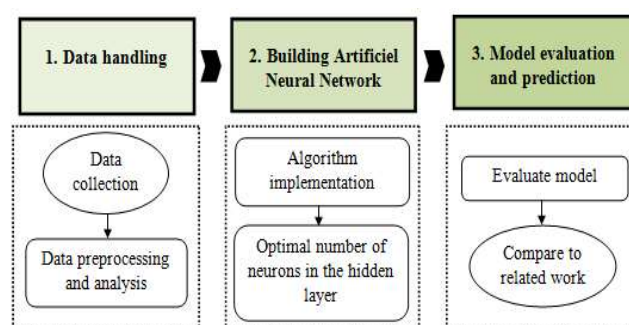 1. Data handling
2. Building Artificiel
Neural Network
3. Model evaluation
and prediction
Data
collection
Data preprocessing
and analysis
Algorithm
implementation
Optimal number of
neurons in the hidden
layer
Evaluate model
Compare to
related work